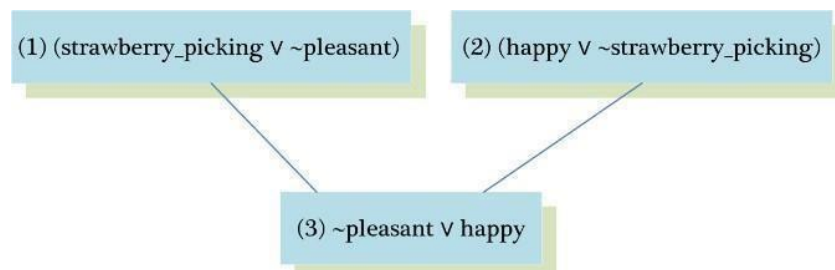 (1) (strawberry_picking ∨ ~pleasant)
(2) (happy ∨ ~strawberry_picking)
(3) ~pleasant ∨ happy